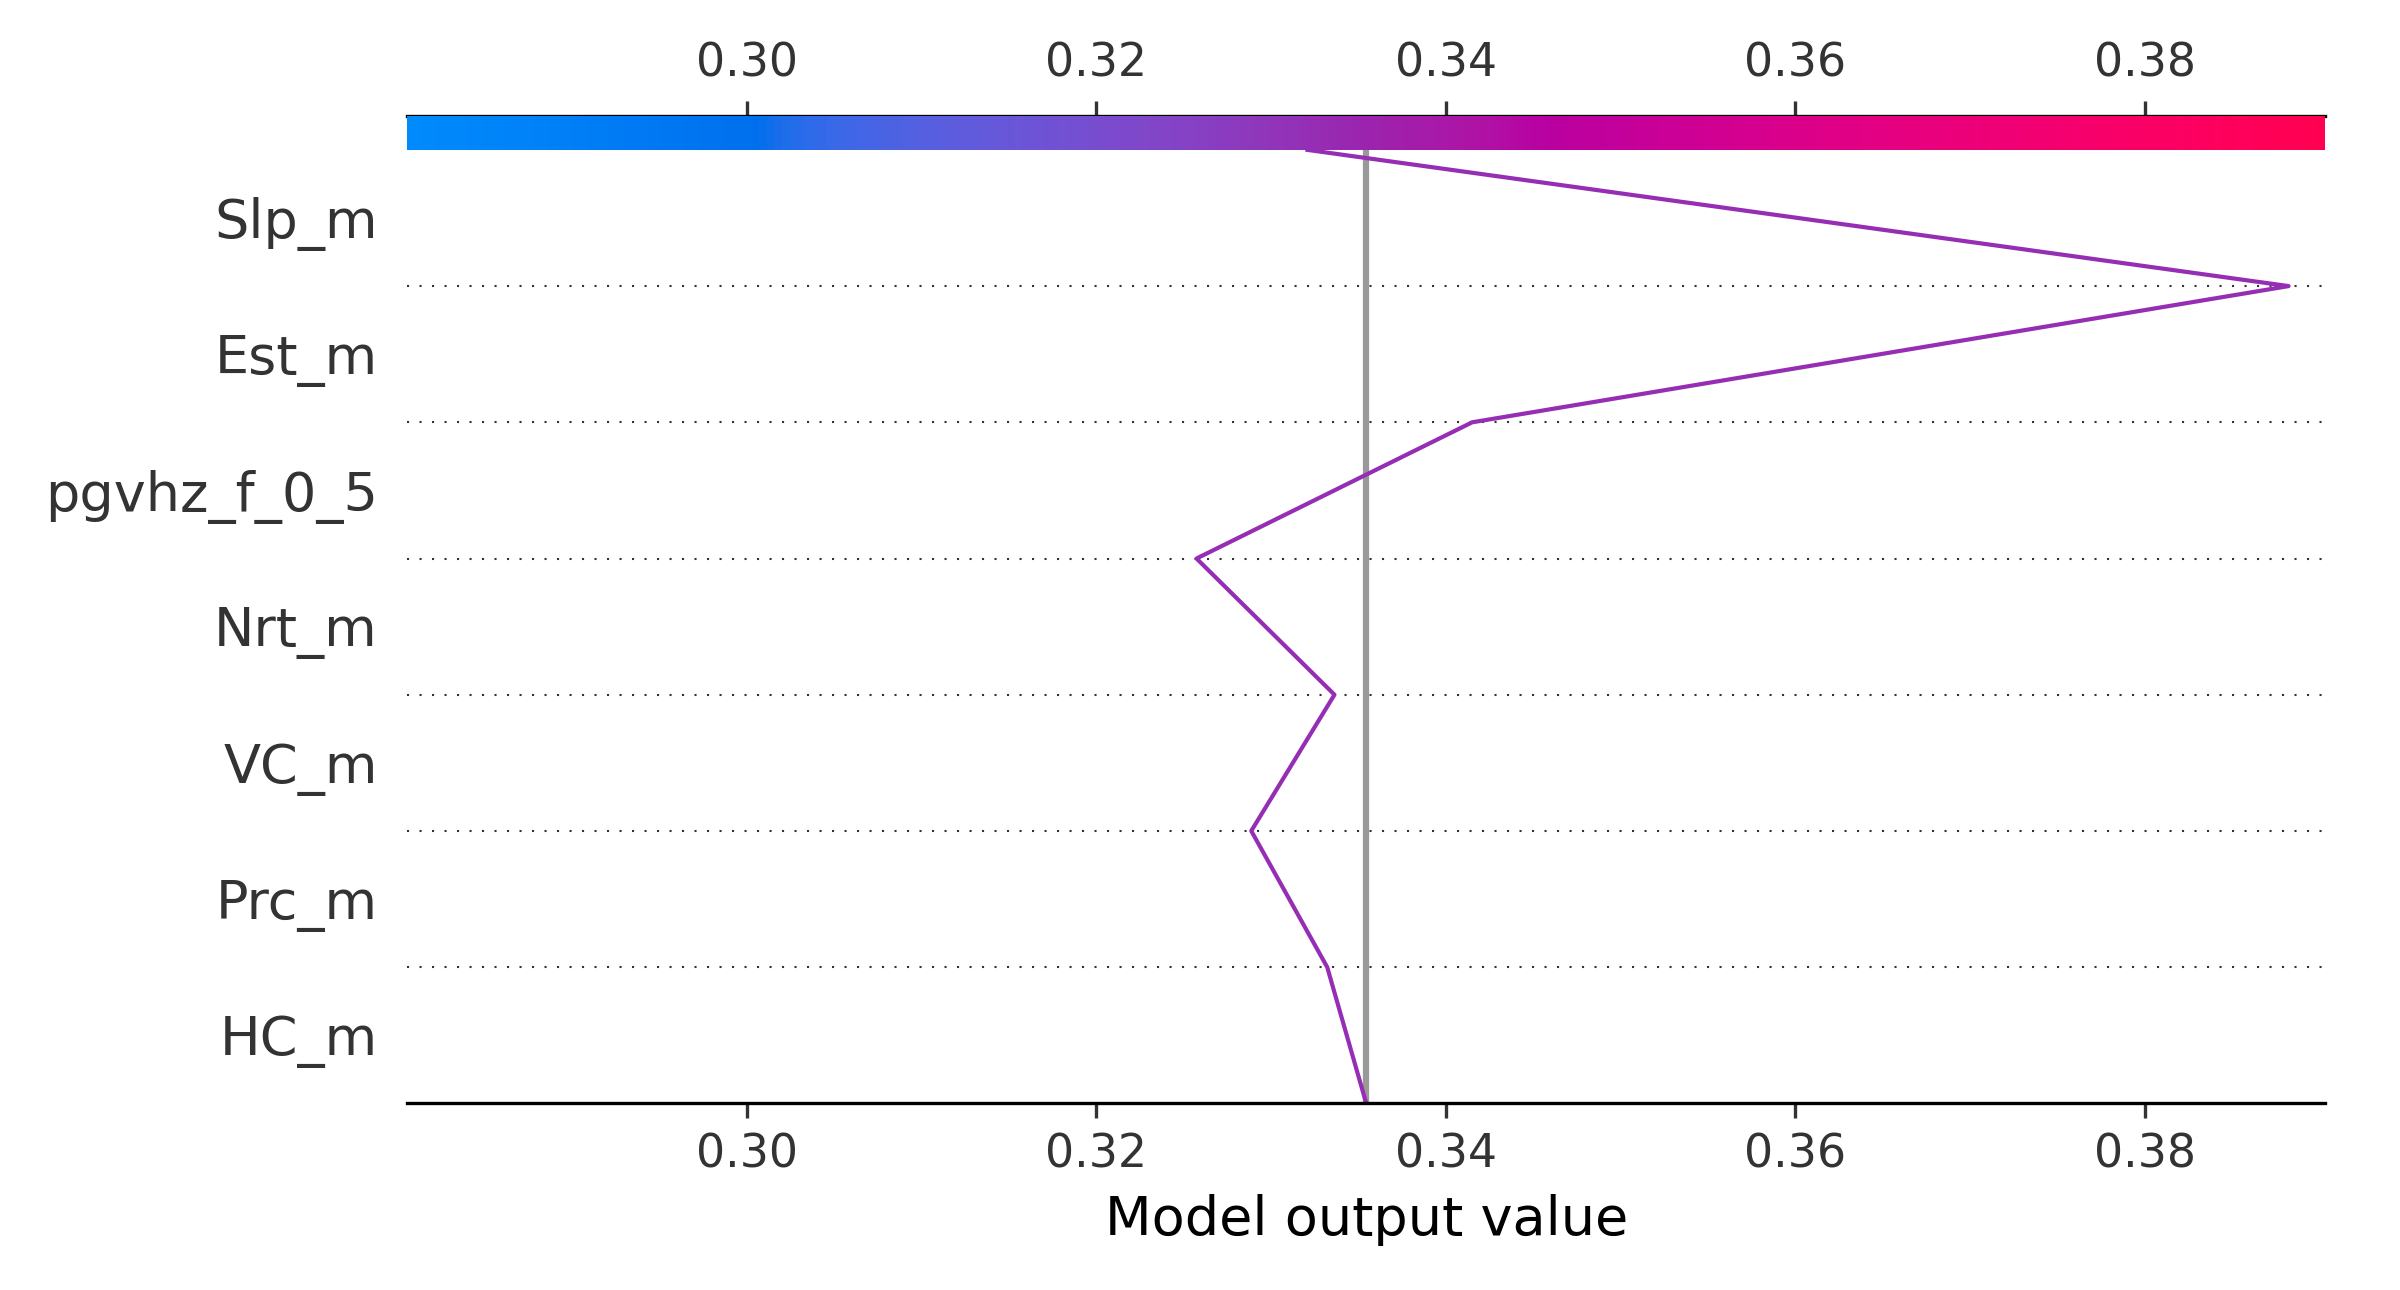 0.30 0.32 0.34 0.36 0.38
Slp_m
Est_m
pgvhz_f_0_5
Nrt_m
VC_m
Prc_m
HC_m
0.30 0.32 0.34 0.36 0.38
Model output value